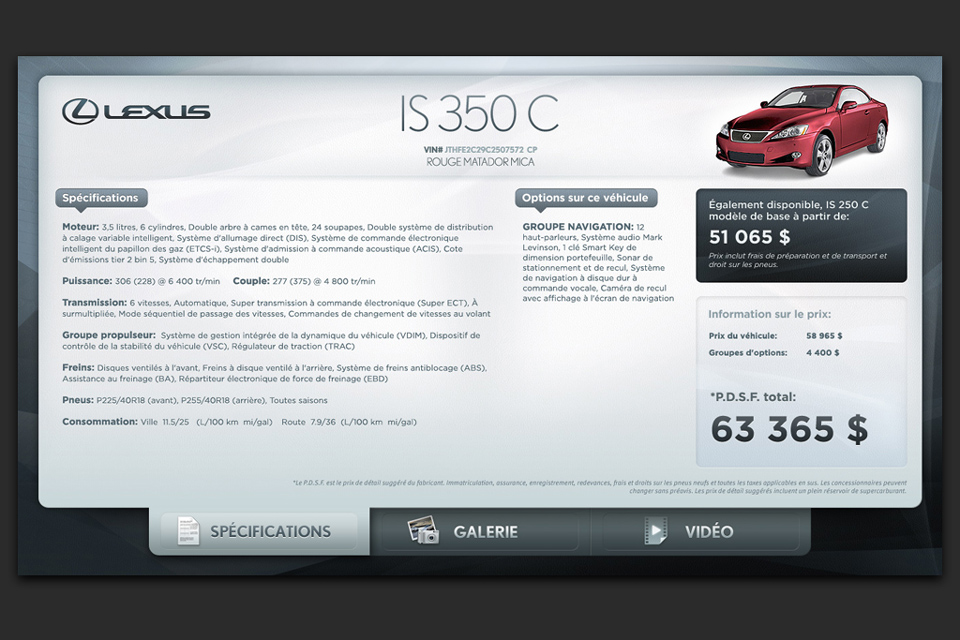 LEXUS
IS 350 C
VIN# JTHFE2C29C2507572 CP
ROUGE MATADOR MICA
Spécifications
Moteur: 3,5 litres, 6 cylindres, Double arbre à cames en tête, 24 soupapes, Double système de distribution
à calage variable intelligent, Système d'allumage direct (DIS), Système de commande électronique
intelligent du papillon des gaz (ETCS-i), Système d'admission à commande acoustique (ACIS), Cote
d'émissions tier 2 bin 5, Système d'échappement double
Puissance: 306 (228) @ 6 400 tr/min Couple: 277 (375) @ 4 800 tr/min
Transmission: 6 vitesses, Automatique, Super transmission à commande électronique (Super ECT), À
surmultipliée, Mode séquentiel de passage des vitesses, Commandes de changement de vitesses au volant
Groupe propulseur: Système de gestion intégrée de la dynamique du véhicule (VDIM), Dispositif de
contrôle de la stabilité du véhicule (VSC), Régulateur de traction (TRAC)
Freins: Disques ventilés à l'avant, Freins à disque ventilé à l'arrière, Système de freins antiblocage (ABS),
Assistance au freinage (BA), Répartiteur électronique de force de freinage (EBD)
Pneus: P225/40R18 (avant), P255/40R18 (arrière), Toutes saisons
Consommation: Ville 11.5/25 (L/100 km mi/gal) Route 7.9/36 (L/100 km mi/gal)
Options sur ce véhicule
GROUPE NAVIGATION: 12
haut-parleurs, Système audio Mark
Levinson, 1 clé Smart Key de
dimension portefeuille, Sonar de
stationnement et de recul, Système
de navigation à disque dur à
commande vocale, Caméra de recul
avec affichage à l'écran de navigation
Également disponible, IS 250 C
modèle de base à partir de:
51 065 $
Prix inclut frais de préparation et de transport et
droit sur les pneus.
Information sur le prix:
Prix du véhicule: 58 965 $
Groupes d'options: 4 400 $
*P.D.S.F. total:
63 365 $
*Le P.D.S.F. est le prix de détail suggéré du fabricant. Immatriculation, assurance, enregistrement, redevances, frais et droits sur les pneus neufs et toutes les taxes applicables en sus. Les concessionnaires peuvent
changer sans préavis. Les prix de détail suggérés incluent un plein réservoir de supercarburant.
SPÉCIFICATIONS
GALERIE
VIDÉO